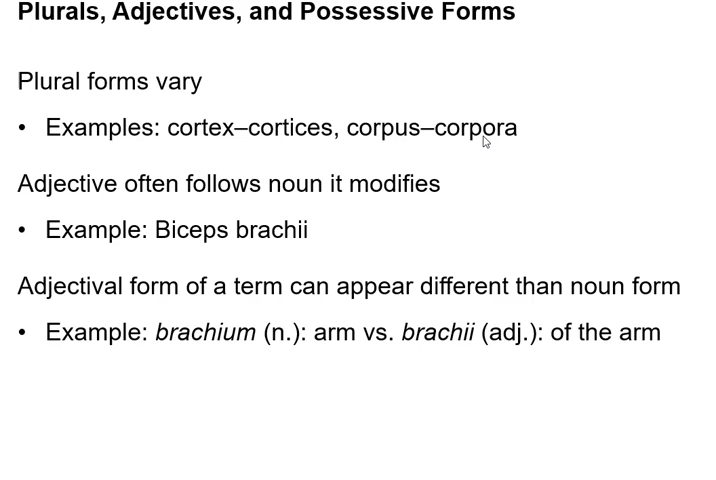 Plurals, Adjectives, and Possessive Forms
Plural forms vary
• Examples: cortex–cortices, corpus–corpora
Adjective often follows noun it modifies
• Example: Biceps brachii
Adjectival form of a term can appear different than noun form
• Example: brachium (n.): arm vs. brachii (adj.): of the arm